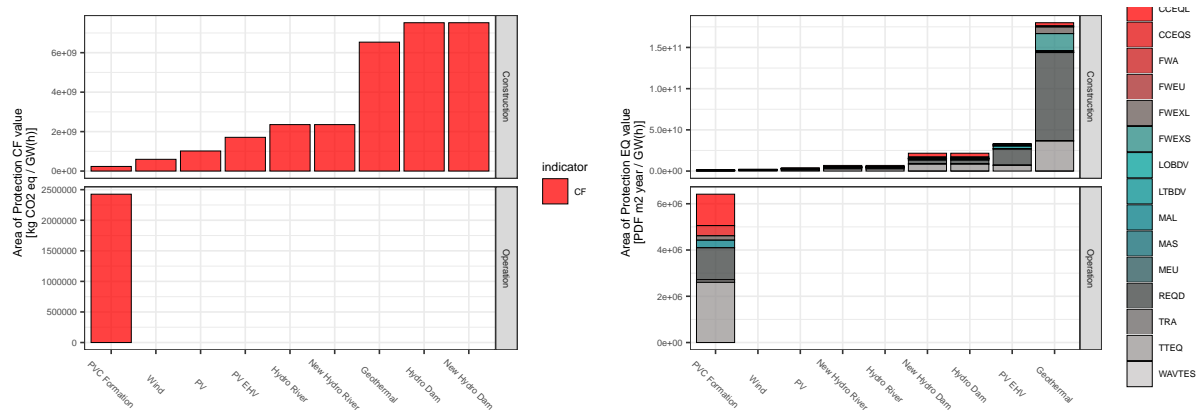 Area of Protection CF value
[kg CO2 eq / GW(h)]
6e+09
4e+09
2e+09
0e+00
Construction
2500000
2000000
1500000
1000000
500000
0
Operation
PVC Formation
Wind
PV
PV EHV
Hydro River
New Hydro River
Geothermal
Hydro Dam
New Hydro Dam
indicator
CF
Area of Protection EQ value
[PDF m2 year / GW(h)]
1.5e+11
1.0e+11
5.0e+10
0.0e+00
Construction
6e+06
4e+06
2e+06
0e+00
Operation
PVC Formation
Wind
PV
New Hydro River
Hydro River
New Hydro Dam
Hydro Dam
PV EHV
Geothermal
CCEQL
CCEQS
FWA
FWEU
FWEXL
FWEXS
LOBDV
LTBDV
MAL
MAS
MEU
REQD
TRA
TTEQ
WAVTES